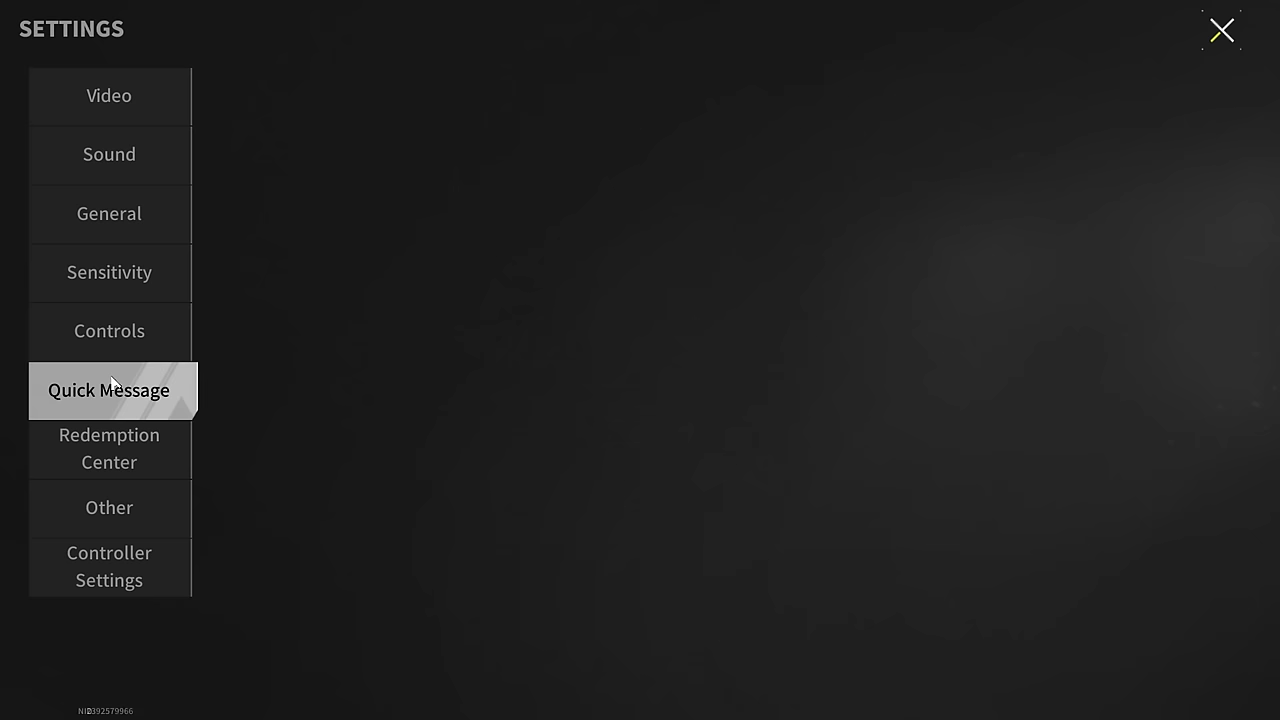 SETTINGS
Video
Sound
General
Sensitivity
Controls
Quick Message
Redemption
Center
Other
Controller
Settings